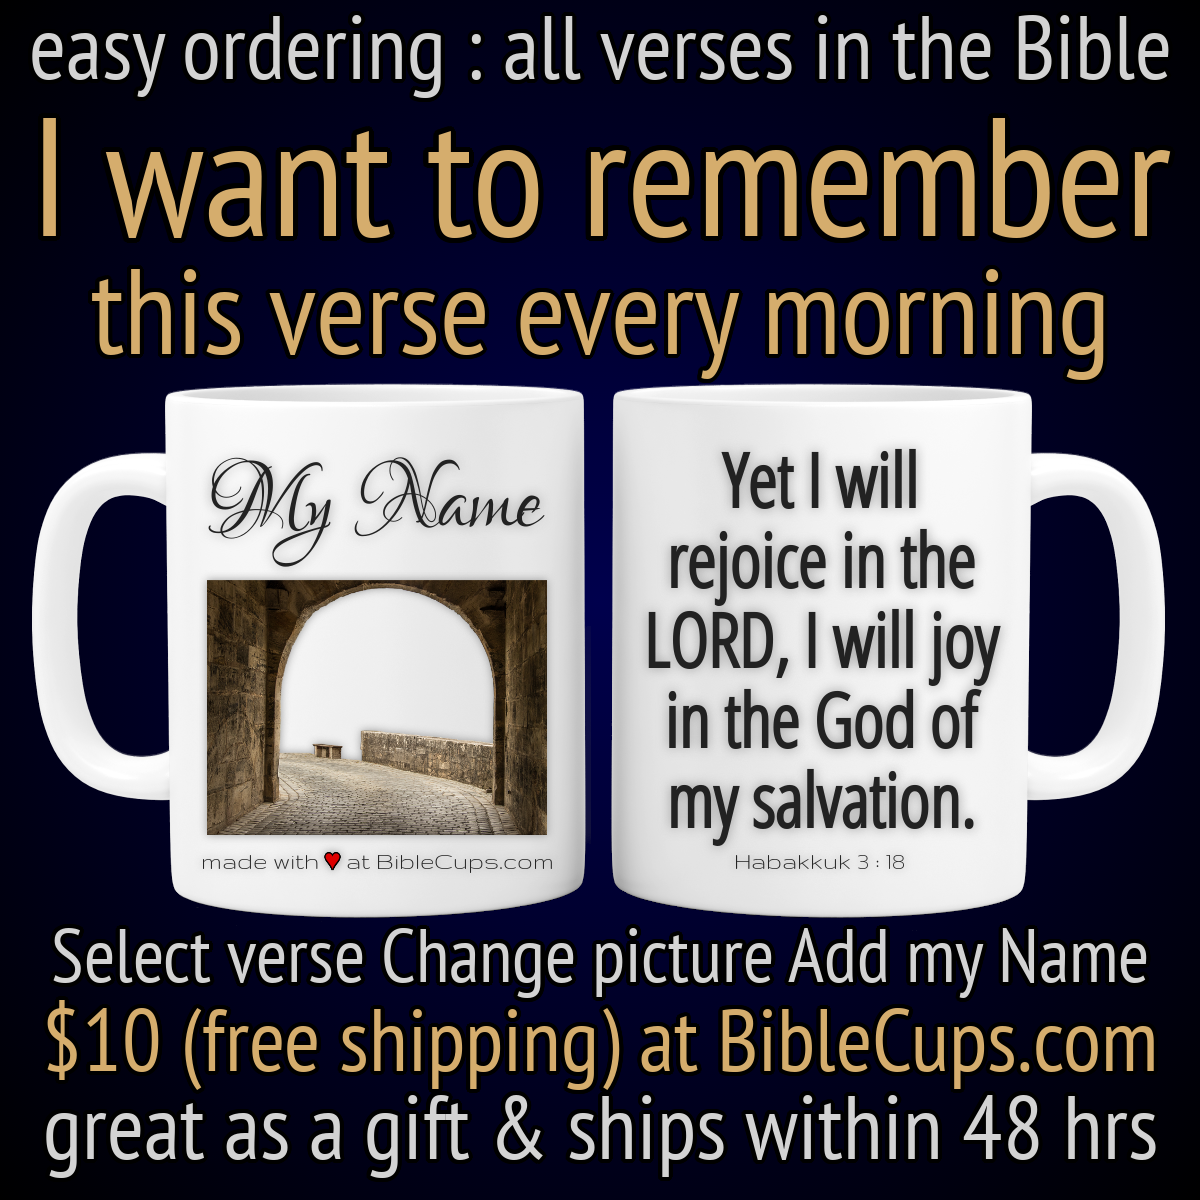 easy ordering : all verses in the Bible
I want to remember
this verse every morning
My Name
made with ❤ at BibleCups.com
Yet I will
rejoice in the
LORD, I will joy
in the God of
my salvation.
Habakkuk 3 : 18
Select verse Change picture Add my Name
$10 (free shipping) at BibleCups.com
great as a gift & ships within 48 hrs